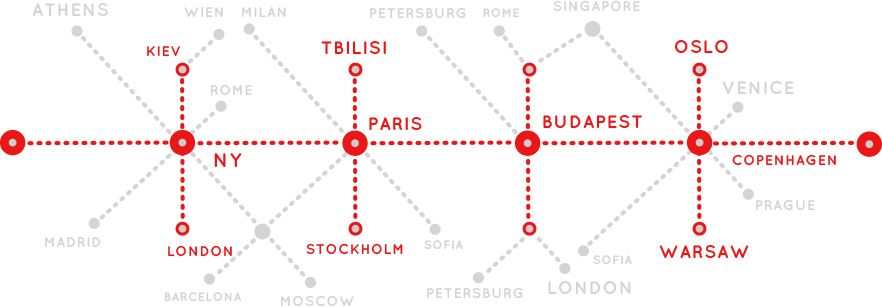 ATHENS
WIEN
MILAN
PETERSBURG
ROME
SINGAPORE
KIEV
TBILISI
OSLO
ROME
VENICE
PARIS
BUDAPEST
NY
COPENHAGEN
PRAGUE
MADRID
LONDON
STOCKHOLM
SOFIA
WARSAW
SOFIA
BARCELONA
MOSCOW
PETERSBURG
LONDON